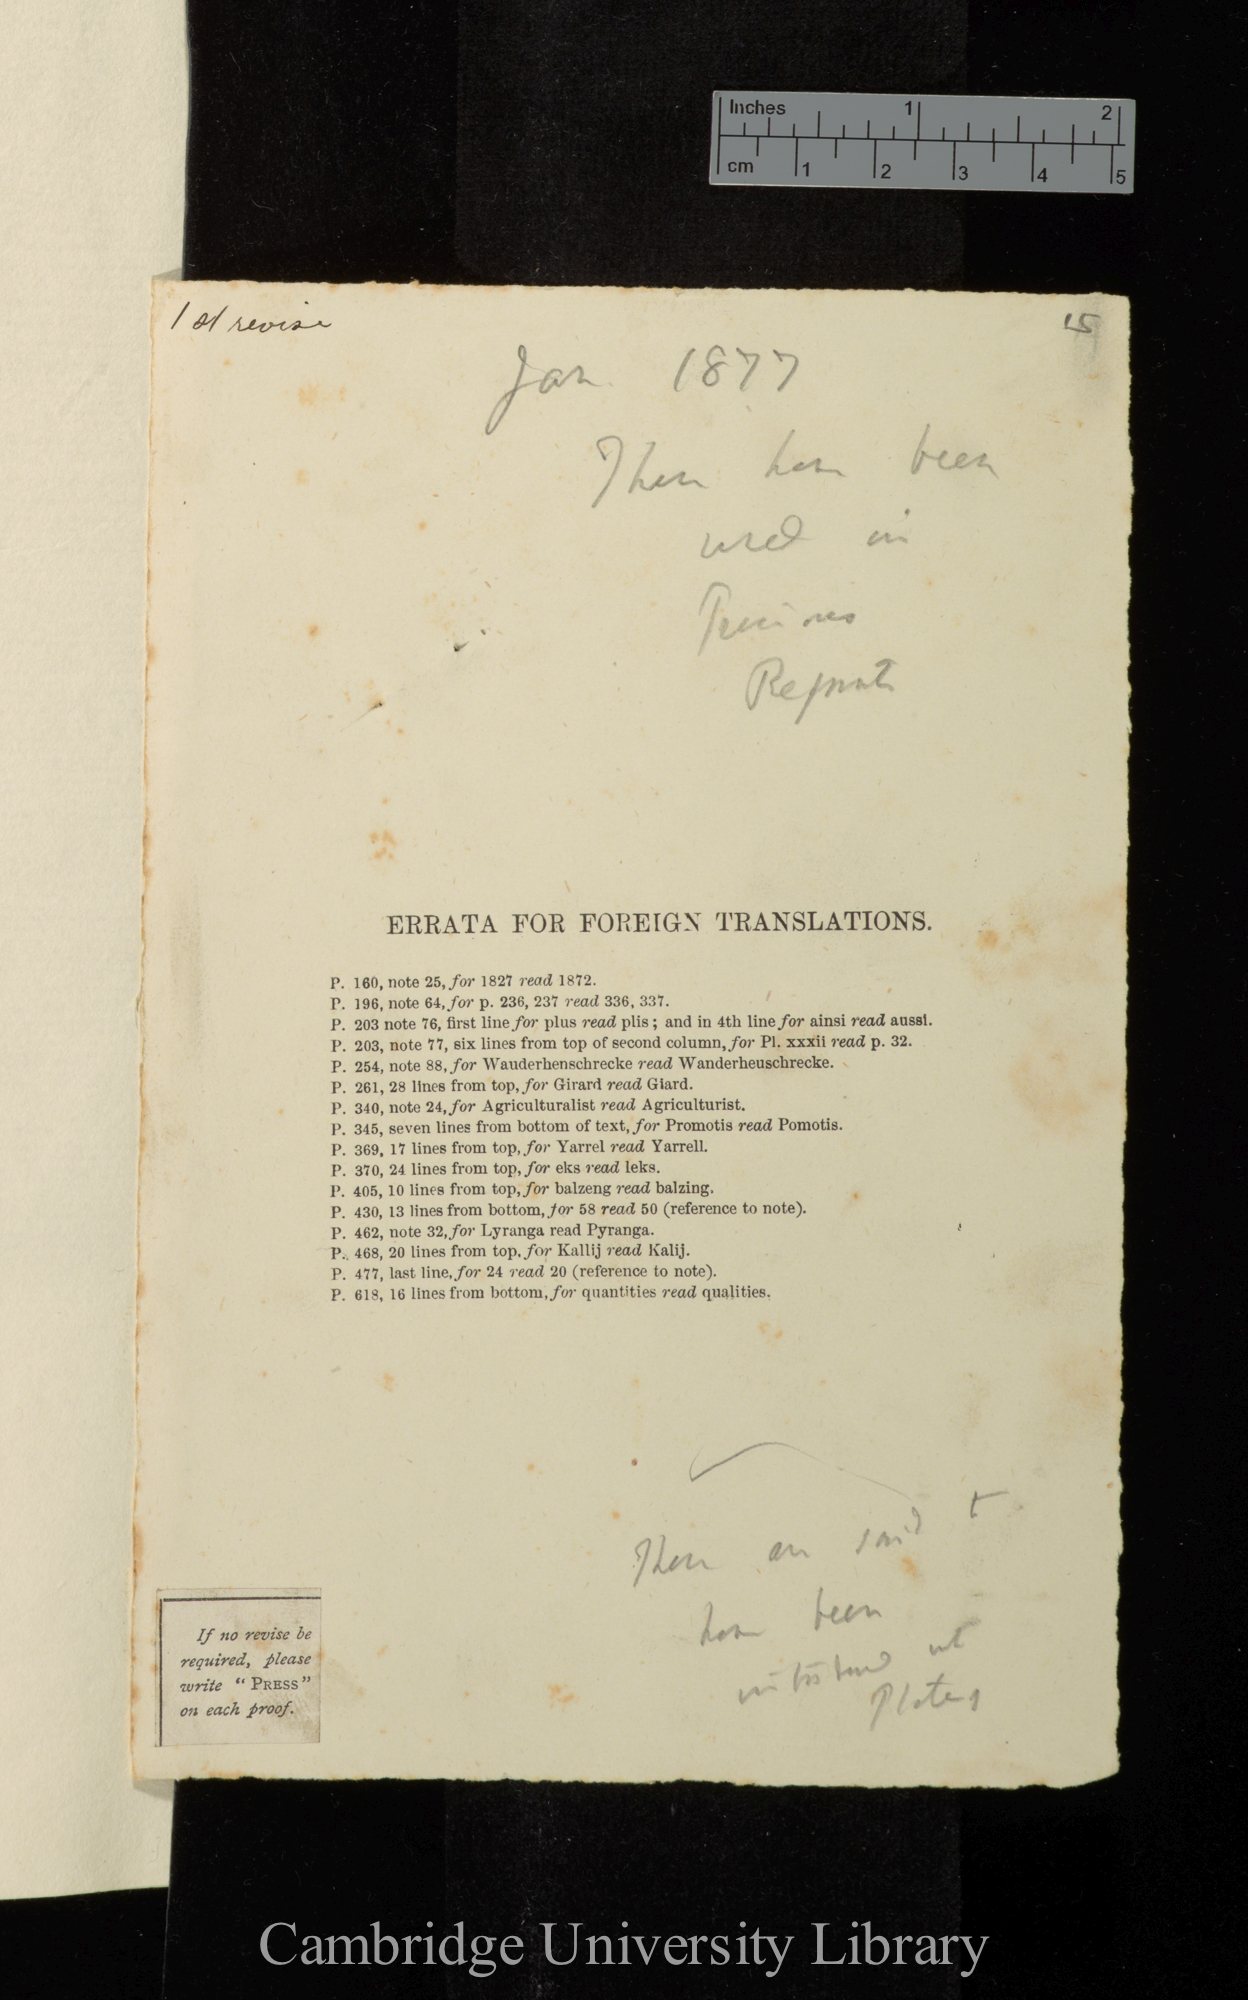 Inches 1 2
cm 1 2 3 4 5
1st revise
15
Jan. 1877
These have been
used in
Previous
Reprints
ERRATA FOR FOREIGN TRANSLATIONS.
P. 160, note 25, for 1827 read 1872.
P. 196, note 64, for p. 236, 237 read 336, 337.
P. 203 note 76, first line for plus read plis; and in 4th line for ainsi read aussi.
P. 203, note 77, six lines from top of second column, for Pl. xxxii read p. 32.
P. 254, note 88, for Wauderhenschrecke read Wanderheuschrecke.
P. 261, 28 lines from top, for Girard read Giard.
P. 340, note 24, for Agriculturalist read Agriculturist.
P. 345, seven lines from bottom of text, for Promotis read Pomotis.
P. 369, 17 lines from top, for Yarrel read Yarrell.
P. 370, 24 lines from top, for eks read leks.
P. 405, 10 lines from top, for balzeng read balzing.
P. 430, 13 lines from bottom, for 58 read 50 (reference to note).
P. 462, note 32, for Lyranga read Pyranga.
P. 468, 20 lines from top, for Kallij read Kalij.
P. 477, last line, for 24 read 20 (reference to note).
P. 618, 16 lines from bottom, for quantities read qualities.
These are said to
have been
Plates
If no revise be
required, please
write "PRESS"
on each proof.
Cambridge University Library